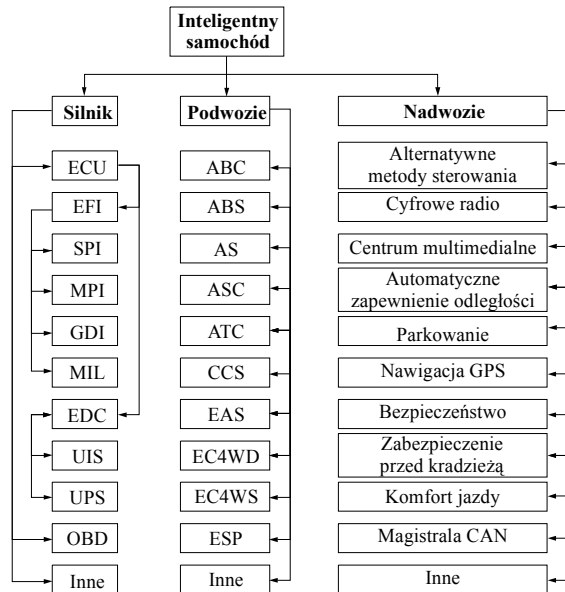 Inteligentny
samochód
Silnik
ECU
EFI
SPI
MPI
GDI
MIL
EDC
UIS
UPS
OBD
Inne
Podwozie
ABC
ABS
AS
ASC
ATC
CCS
EAS
EC4WD
EC4WS
ESP
Inne
Nadwozie
Alternatywne
metody sterowania
Cyfrowe radio
Centrum multimedialne
Automatyczne
zapewnienie odległości
Parkowanie
Nawigacja GPS
Bezpieczeństwo
Zabezpieczenie
przed kradzieżą
Komfort jazdy
Magistrala CAN
Inne